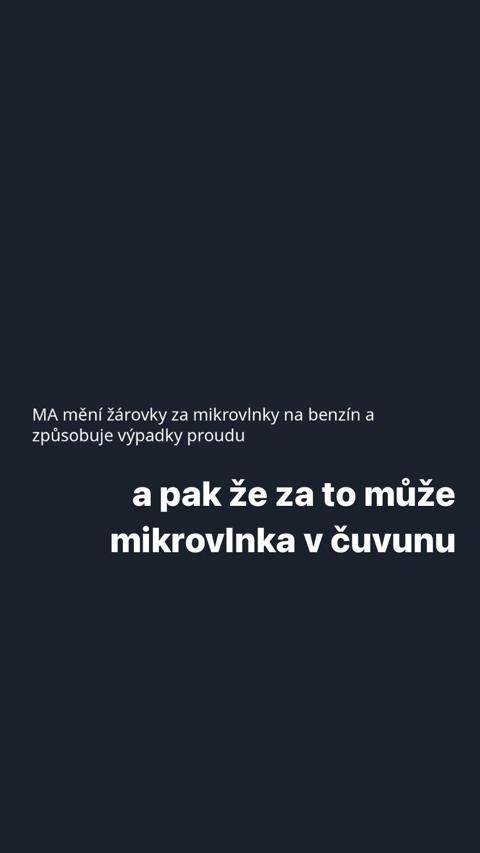 MA mění žárovky za mikrovlnky na benzín a
způsobuje výpadky proudu
a pak že za to může
mikrovlnka v čuvunu